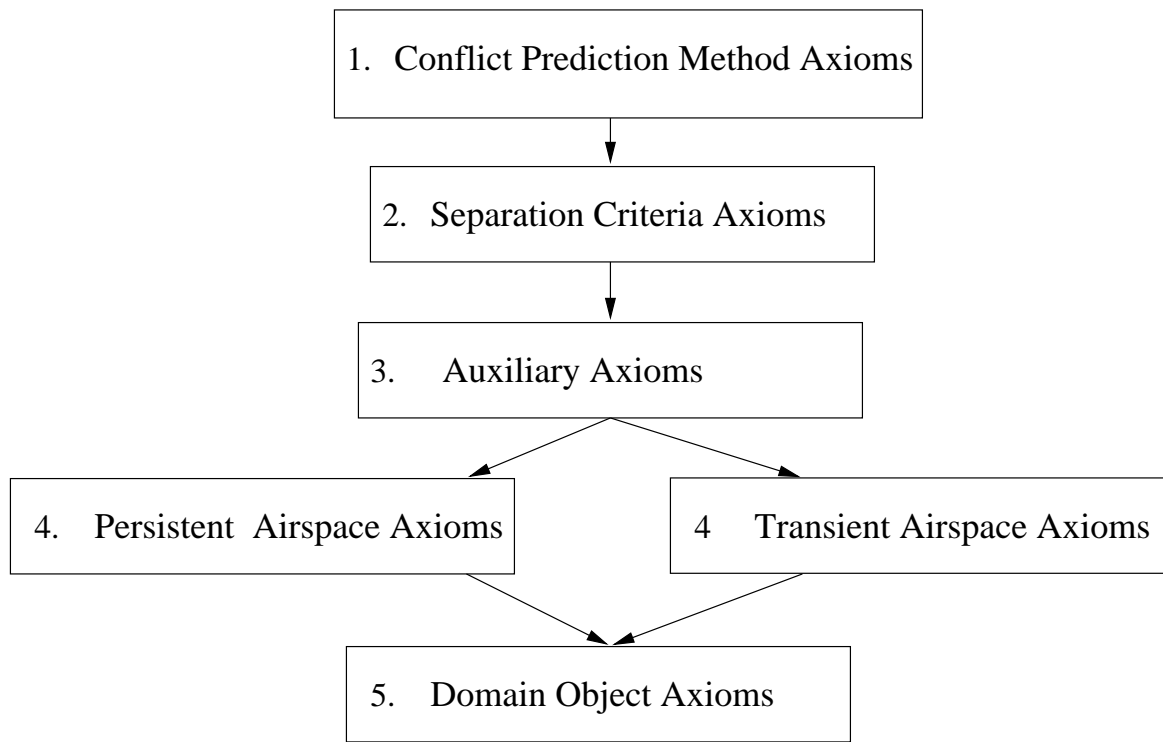 1. Conflict Prediction Method Axioms
2. Separation Criteria Axioms
3. Auxiliary Axioms
4. Persistent Airspace Axioms
4 Transient Airspace Axioms
5. Domain Object Axioms